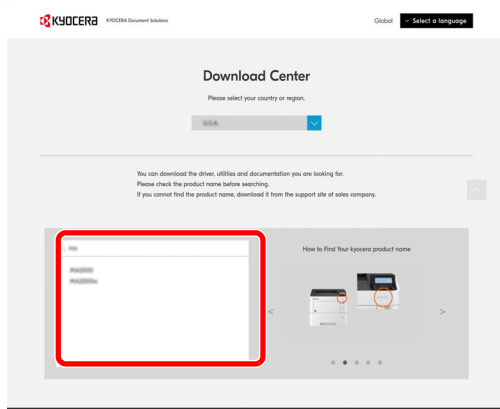 KYOCERA
KYOCERA Document Solutions
Global
Select a language
Download Center
Please select your country or region.
USA
You can download the driver, utilities and documentation you are looking for.
Please check the product name before searching.
If you cannot find the product name, download it from the support site of sales company.
How to Find Your kyocera product name
MA2000
MA2000w
<
>